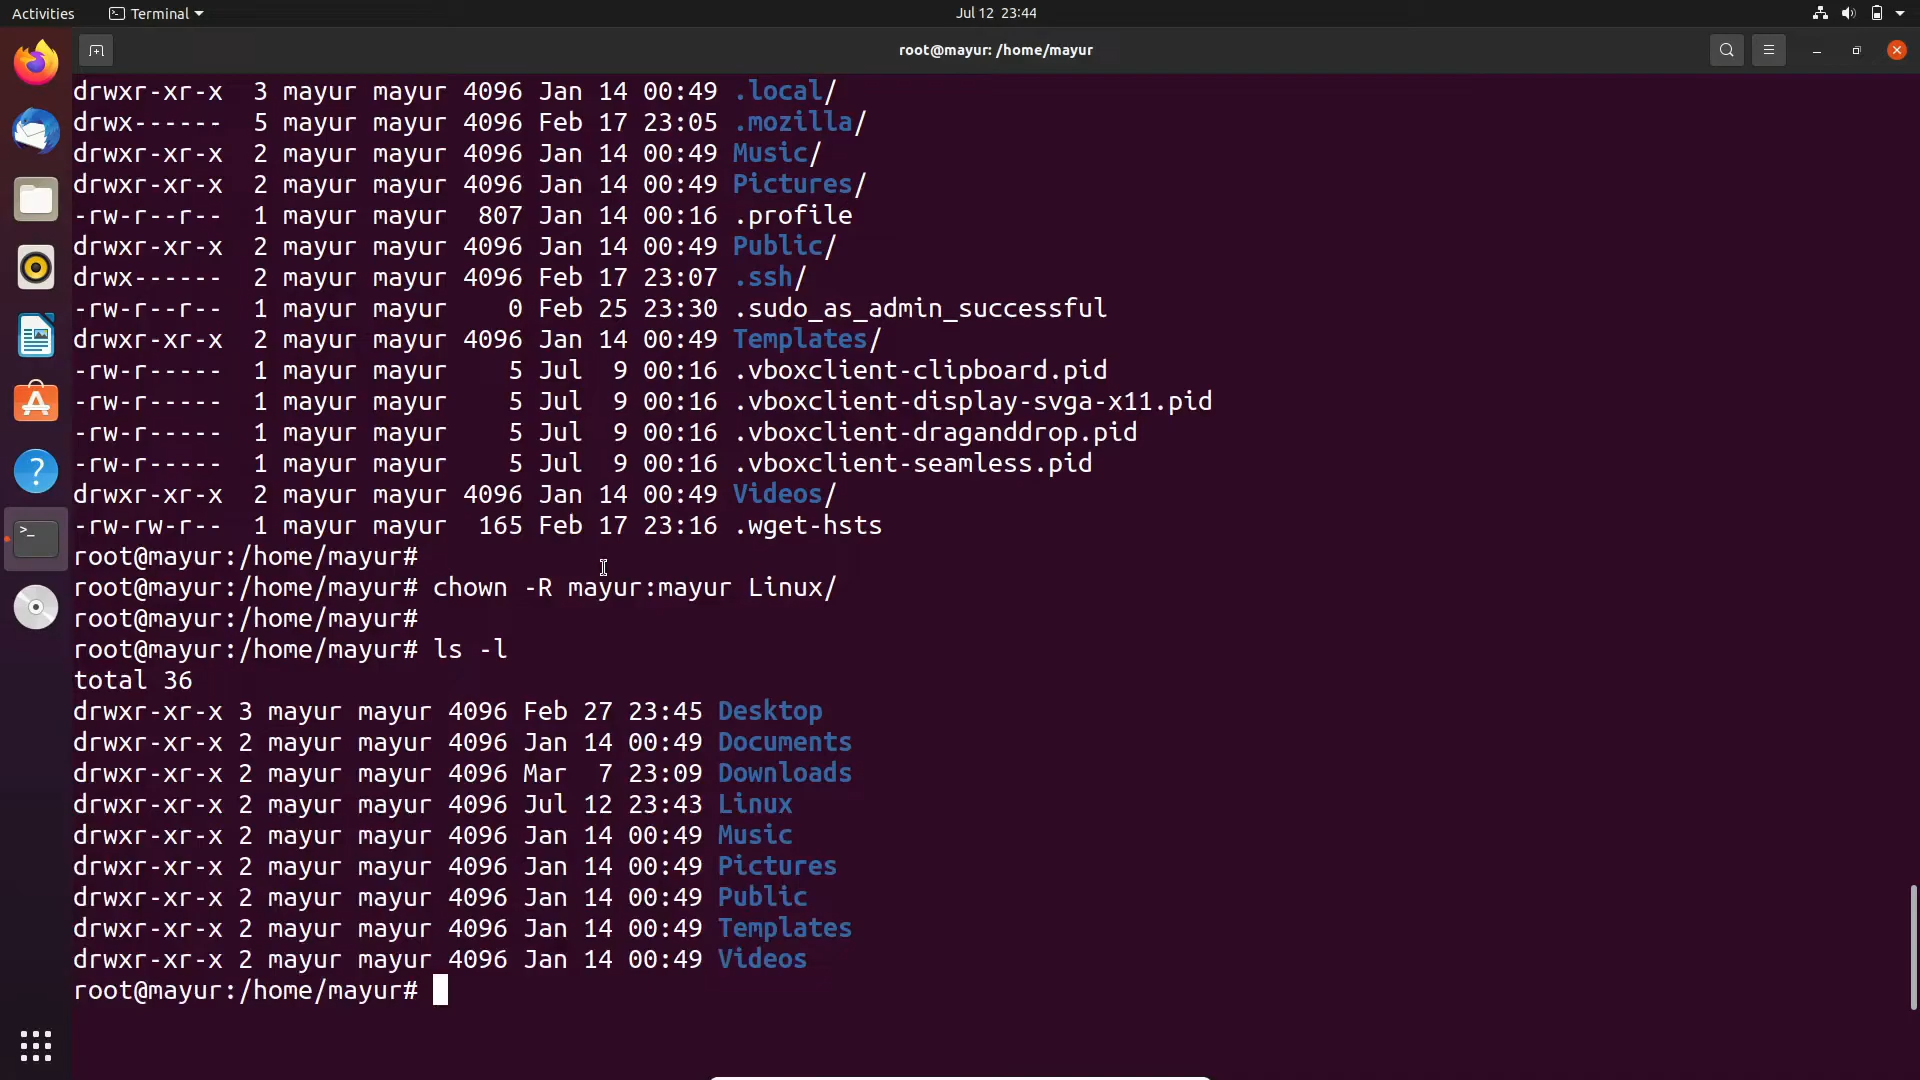 Activities Terminal Jul 12 23:44
root@mayur: /home/mayur
drwxr-xr-x  3 mayur mayur 4096 Jan 14 00:49 .local/
drwx------  5 mayur mayur 4096 Feb 17 23:05 .mozilla/
drwxr-xr-x  2 mayur mayur 4096 Jan 14 00:49 Music/
drwxr-xr-x  2 mayur mayur 4096 Jan 14 00:49 Pictures/
-rw-r--r--  1 mayur mayur  807 Jan 14 00:16 .profile
drwxr-xr-x  2 mayur mayur 4096 Jan 14 00:49 Public/
drwx------  2 mayur mayur 4096 Feb 17 23:07 .ssh/
-rw-r--r--  1 mayur mayur    0 Feb 25 23:30 .sudo_as_admin_successful
drwxr-xr-x  2 mayur mayur 4096 Jan 14 00:49 Templates/
-rw-r-----  1 mayur mayur    5 Jul  9 00:16 .vboxclient-clipboard.pid
-rw-r-----  1 mayur mayur    5 Jul  9 00:16 .vboxclient-display-svga-x11.pid
-rw-r-----  1 mayur mayur    5 Jul  9 00:16 .vboxclient-draganddrop.pid
-rw-r-----  1 mayur mayur    5 Jul  9 00:16 .vboxclient-seamless.pid
drwxr-xr-x  2 mayur mayur 4096 Jan 14 00:49 Videos/
-rw-rw-r--  1 mayur mayur  165 Feb 17 23:16 .wget-hsts
root@mayur:/home/mayur#
root@mayur:/home/mayur# chown -R mayur:mayur Linux/
root@mayur:/home/mayur#
root@mayur:/home/mayur# ls -l
total 36
drwxr-xr-x 3 mayur mayur 4096 Feb 27 23:45 Desktop
drwxr-xr-x 2 mayur mayur 4096 Jan 14 00:49 Documents
drwxr-xr-x 2 mayur mayur 4096 Mar  7 23:09 Downloads
drwxr-xr-x 2 mayur mayur 4096 Jul 12 23:43 Linux
drwxr-xr-x 2 mayur mayur 4096 Jan 14 00:49 Music
drwxr-xr-x 2 mayur mayur 4096 Jan 14 00:49 Pictures
drwxr-xr-x 2 mayur mayur 4096 Jan 14 00:49 Public
drwxr-xr-x 2 mayur mayur 4096 Jan 14 00:49 Templates
drwxr-xr-x 2 mayur mayur 4096 Jan 14 00:49 Videos
root@mayur:/home/mayur#